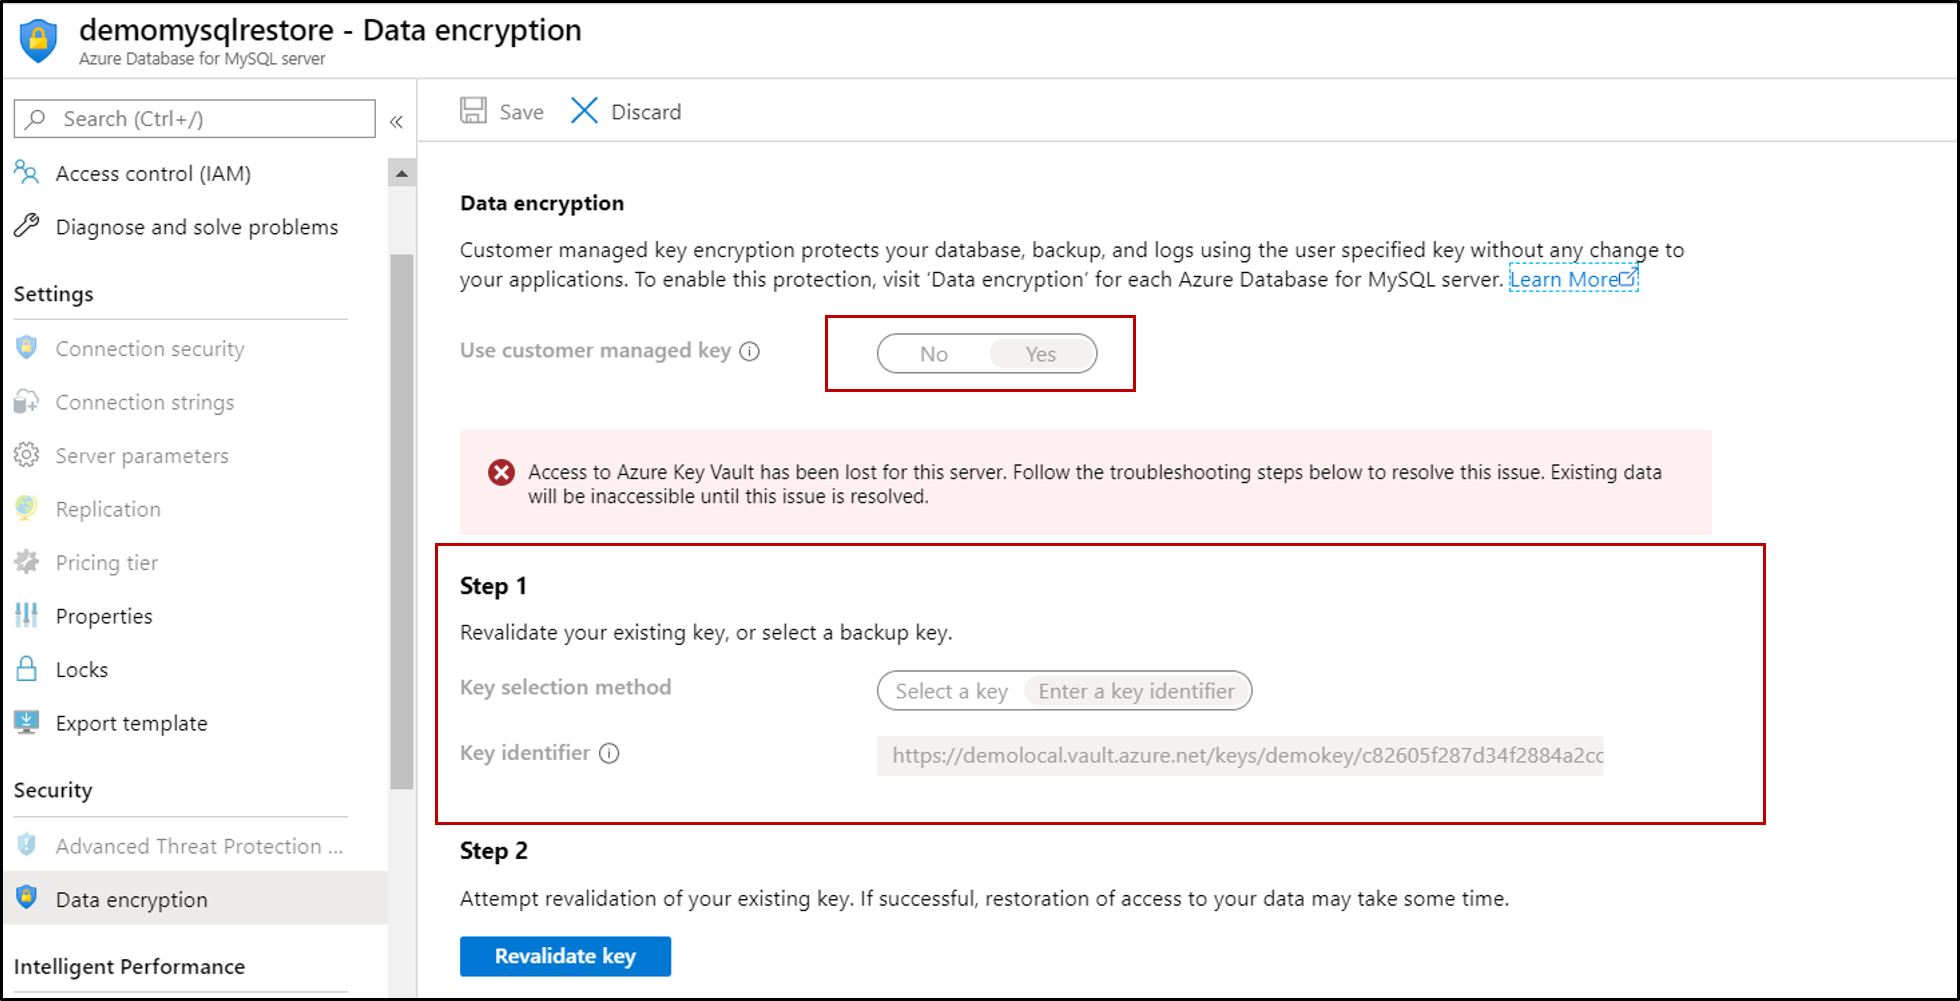 demomysqlrestore - Data encryption
Azure Database for MySQL server
Search (Ctrl+/)
«
Access control (IAM)
Diagnose and solve problems
Settings
Connection security
Connection strings
Server parameters
Replication
Pricing tier
Properties
Locks
Export template
Security
Advanced Threat Protection ...
Data encryption
Intelligent Performance
Save
Discard
Data encryption
Customer managed key encryption protects your database, backup, and logs using the user specified key without any change to
your applications. To enable this protection, visit ‘Data encryption’ for each Azure Database for MySQL server. Learn More
Use customer managed key
No
Yes
Access to Azure Key Vault has been lost for this server. Follow the troubleshooting steps below to resolve this issue. Existing data
will be inaccessible until this issue is resolved.
Step 1
Revalidate your existing key, or select a backup key.
Key selection method
Select a key
Enter a key identifier
Key identifier
https://demolocal.vault.azure.net/keys/demokey/c82605f287d34f2884a2cc
Step 2
Attempt revalidation of your existing key. If successful, restoration of access to your data may take some time.
Revalidate key